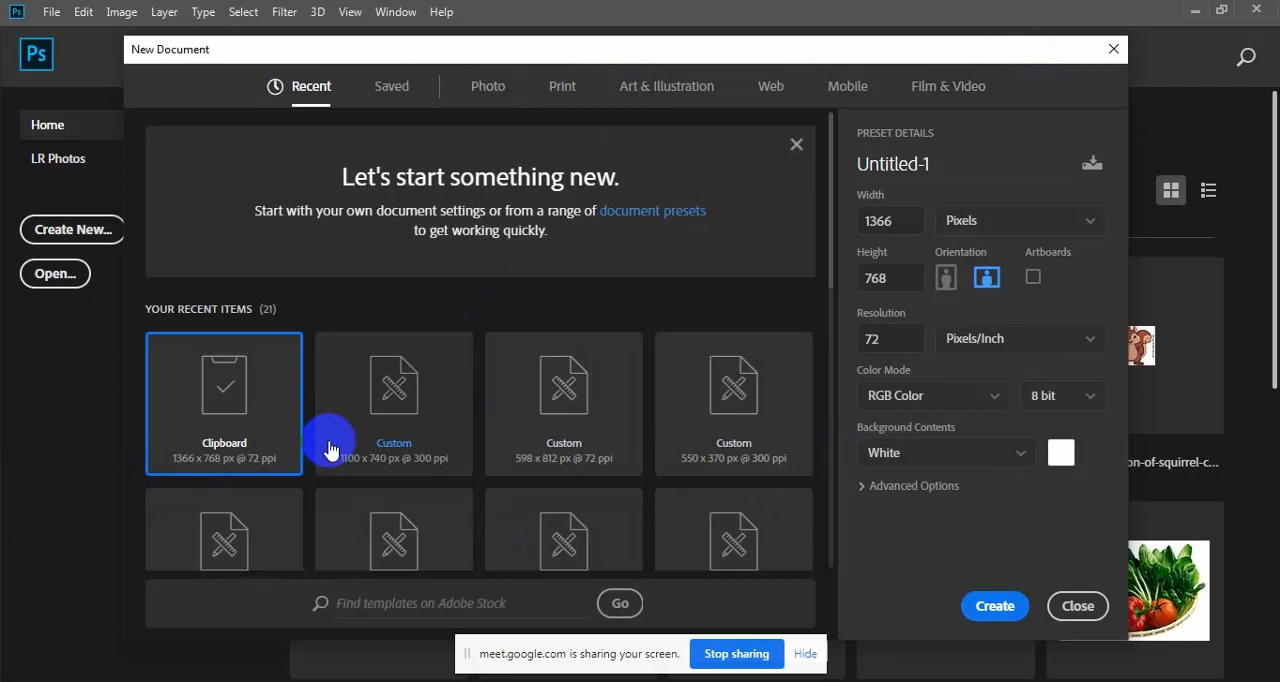 Ps File Edit Image Layer Type Select Filter 3D View Window Help
New Document
Ps
Recent Saved Photo Print Art & Illustration Web Mobile Film & Video
Home
LR Photos
Create New...
Open...
Let's start something new.
Start with your own document settings or from a range of document presets
to get working quickly.
YOUR RECENT ITEMS (21)
Clipboard
1366 x 768 px @ 72 ppi
Custom
1100 x 740 px @ 300 ppi
Custom
598 x 812 px @ 72 ppi
Custom
550 x 370 px @ 300 ppi
Find templates on Adobe Stock
Go
PRESET DETAILS
Untitled-1
Width
1366 Pixels
Height Orientation Artboards
768
Resolution
72 Pixels/Inch
Color Mode
RGB Color 8 bit
Background Contents
White
Advanced Options
Create Close
on-of-squirrel-c...
meet.google.com is sharing your screen. Stop sharing Hide